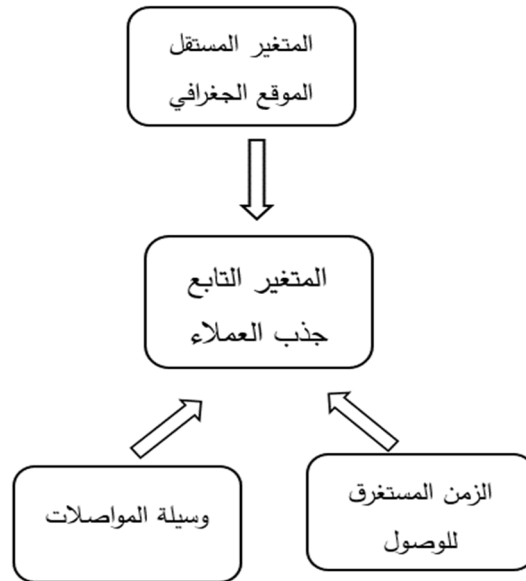 المتغير المستقل
الموقع الجغرافي
المتغير التابع
جذب العملاء
الزمن المستغرق
للوصول
وسيلة المواصلات